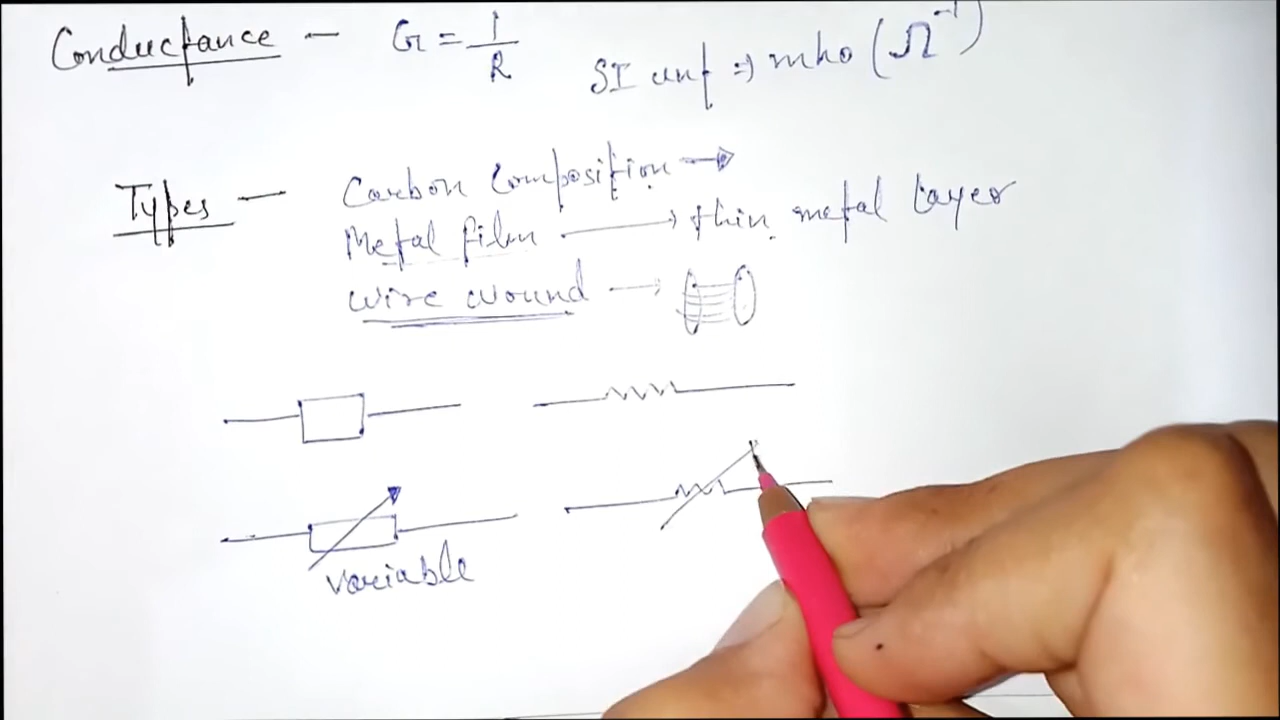 Conductance — G = 1/R
SI unit => mho (Ω⁻¹)
Types — Carbon Composition →
Metal film → thin metal layer
wire wound →
variable